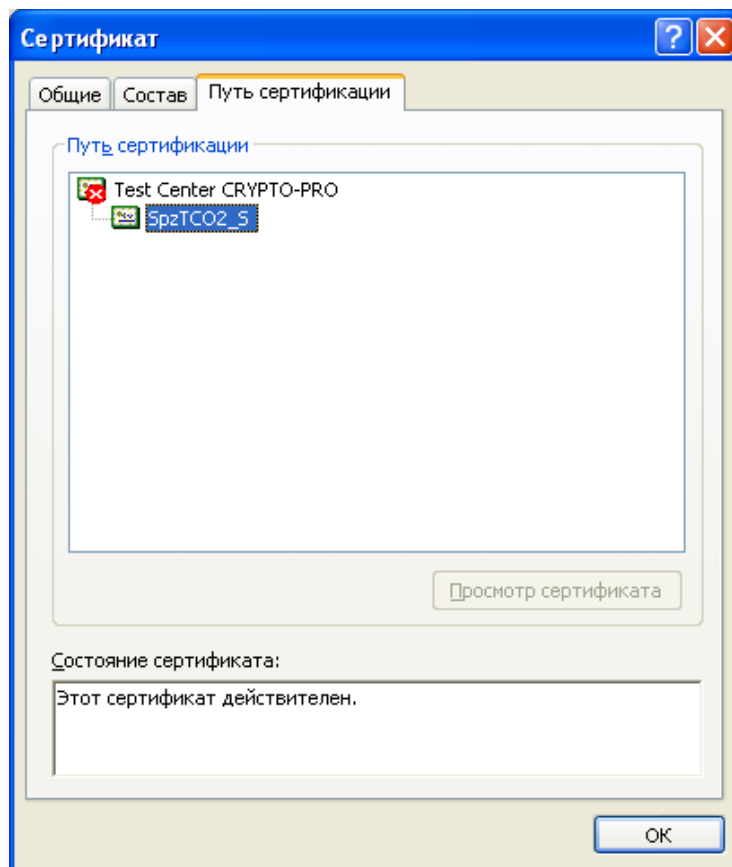 Сертификат
Общие Состав Путь сертификации
Путь сертификации
Test Center CRYPTO-PRO
SpzTCO2_S
Просмотр сертификата
Состояние сертификата:
Этот сертификат действителен.
ОК